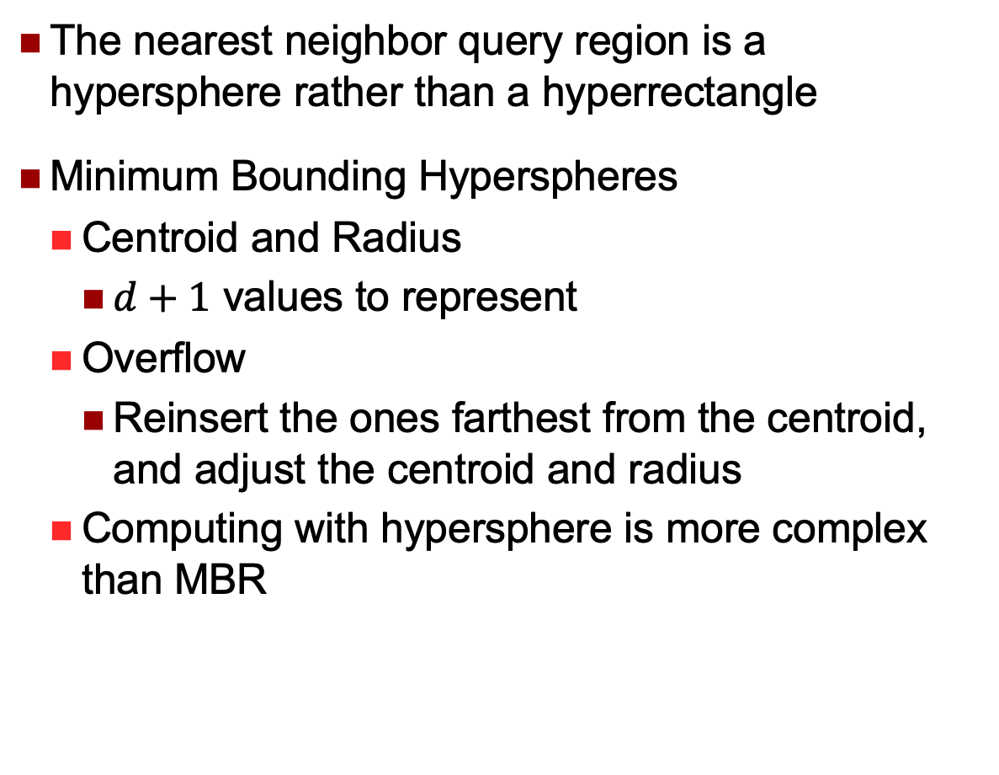 The nearest neighbor query region is a
hypersphere rather than a hyperrectangle
Minimum Bounding Hyperspheres
Centroid and Radius
𝑑 + 1 values to represent
Overflow
Reinsert the ones farthest from the centroid,
and adjust the centroid and radius
Computing with hypersphere is more complex
than MBR